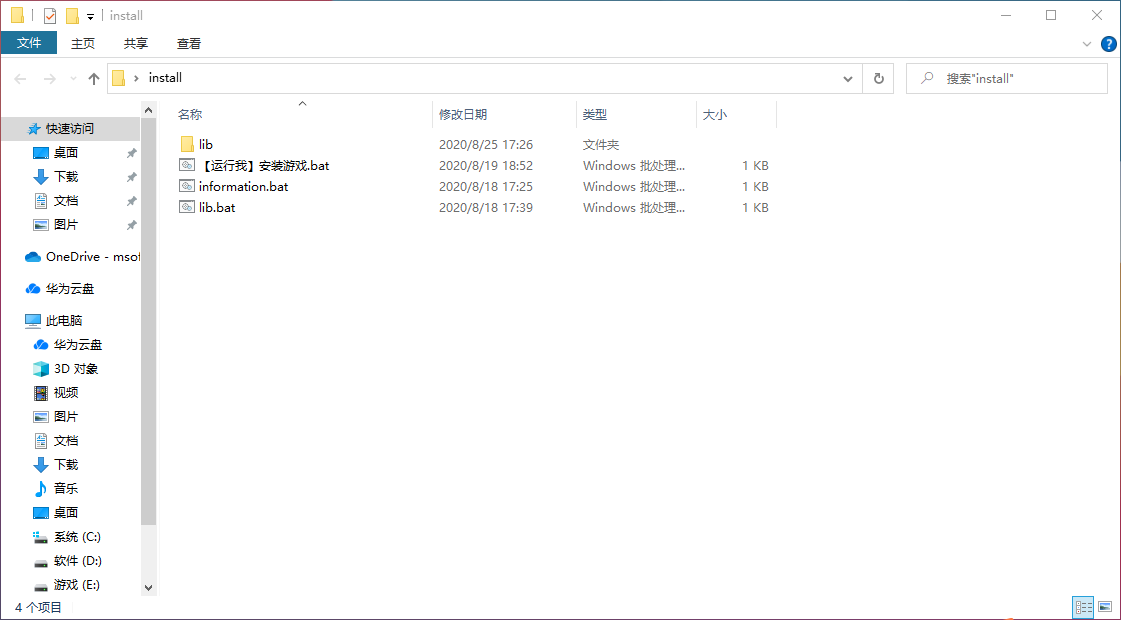 install
文件 主页 共享 查看
install 搜索"install"
名称 修改日期 类型 大小
lib 2020/8/25 17:26 文件夹
【运行我】安装游戏.bat 2020/8/19 18:52 Windows 批处理... 1 KB
information.bat 2020/8/18 17:25 Windows 批处理... 1 KB
lib.bat 2020/8/18 17:39 Windows 批处理... 1 KB
快速访问
桌面
下载
文档
图片
OneDrive - msof
华为云盘
此电脑
华为云盘
3D 对象
视频
图片
文档
下载
音乐
桌面
系统 (C:)
软件 (D:)
游戏 (E:)
4 个项目